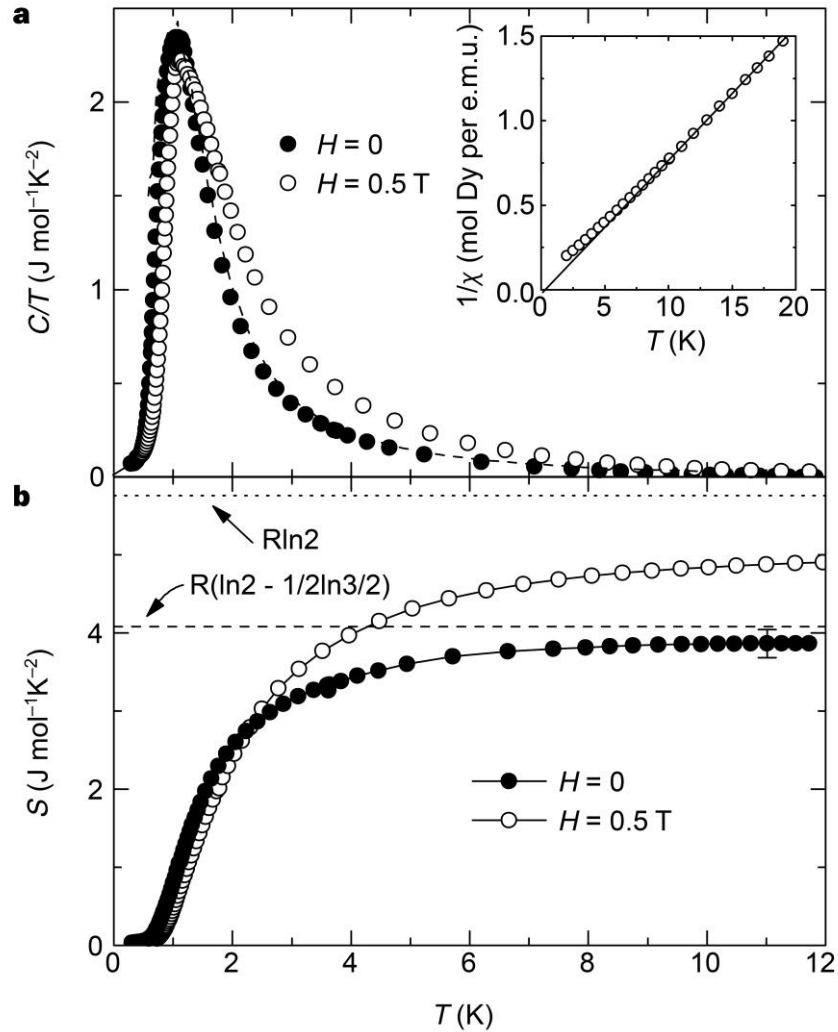 a
C/T (J mol⁻¹K⁻²)
2
1
0
H = 0
H = 0.5 T
1/χ (mol Dy per e.m.u.)
1.5
1.0
0.5
0.0
0 5 10 15 20
T (K)
b
Rln2
R(ln2 - 1/2ln3/2)
S (J mol⁻¹K⁻²)
4
2
0
H = 0
H = 0.5 T
0 2 4 6 8 10 12
T (K)